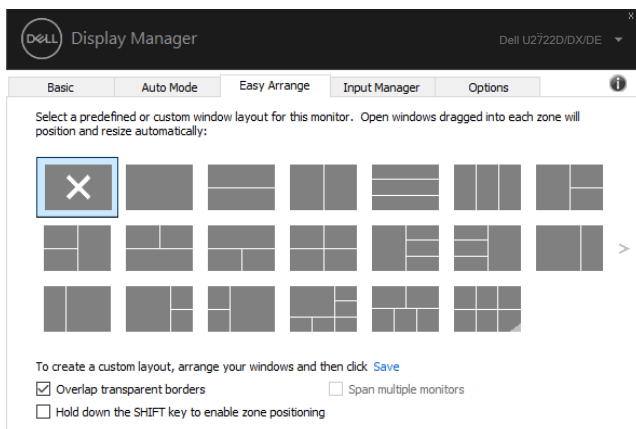 DELL Display Manager
Dell U2722D/DX/DE
Basic Auto Mode Easy Arrange Input Manager Options
Select a predefined or custom window layout for this monitor. Open windows dragged into each zone will
position and resize automatically:
To create a custom layout, arrange your windows and then click Save
Overlap transparent borders
Span multiple monitors
Hold down the SHIFT key to enable zone positioning